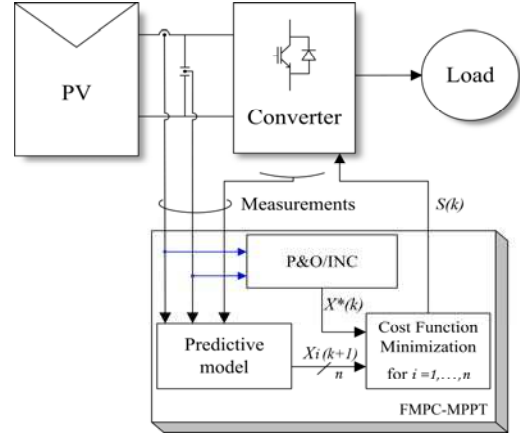 PV
Converter
Load
Measurements
S(k)
P&O/INC
X*(k)
Predictive
model
Xi (k+1)
n
Cost Function
Minimization
for i =1,…,n
FMPC-MPPT